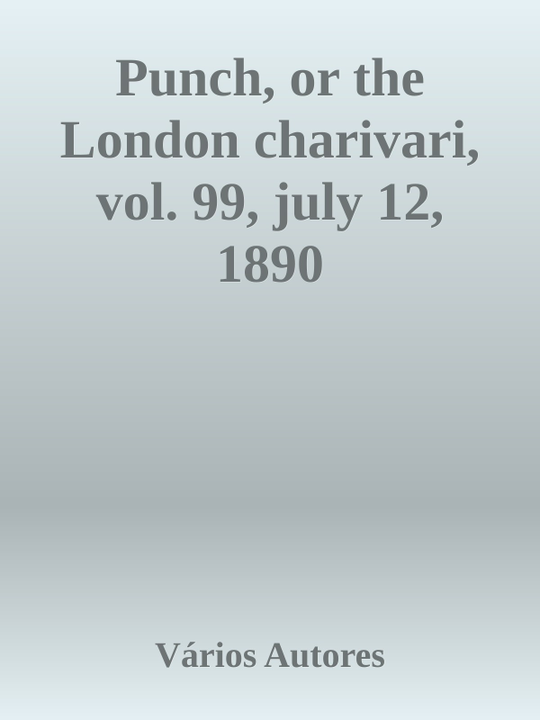 Punch, or the
London charivari,
vol. 99, july 12,
1890
Vários Autores